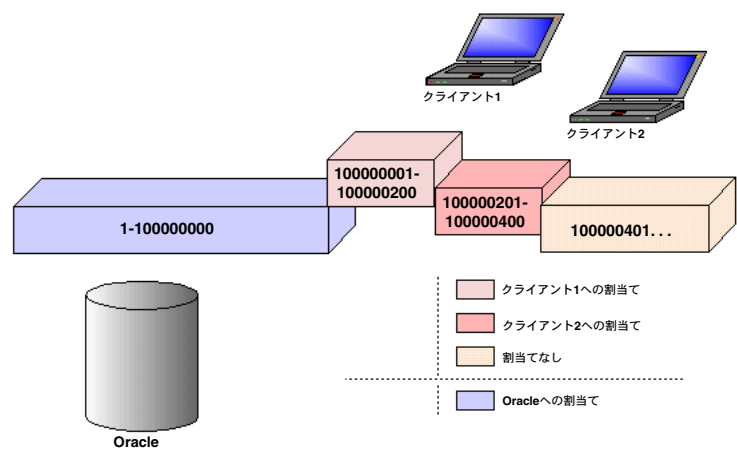 クライアント1
クライアント2
100000001-
100000200
100000201-
100000400
1-100000000
100000401. . .
クライアント1への割当て
クライアント2への割当て
割当てなし
Oracleへの割当て
Oracle